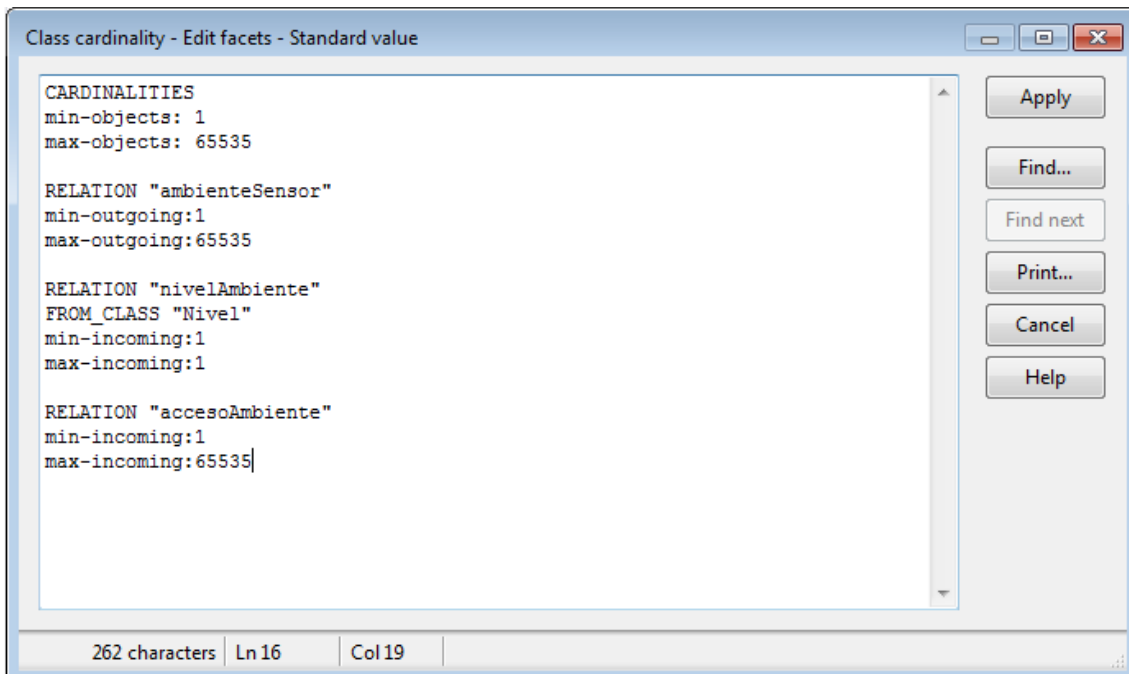 Class cardinality - Edit facets - Standard value
CARDINALITIES
min-objects: 1
max-objects: 65535
RELATION "ambienteSensor"
min-outgoing:1
max-outgoing:65535
RELATION "nivelAmbiente"
FROM_CLASS "Nivel"
min-incoming:1
max-incoming:1
RELATION "accesoAmbiente"
min-incoming:1
max-incoming:65535
Apply
Find...
Find next
Print...
Cancel
Help
262 characters Ln 16 Col 19